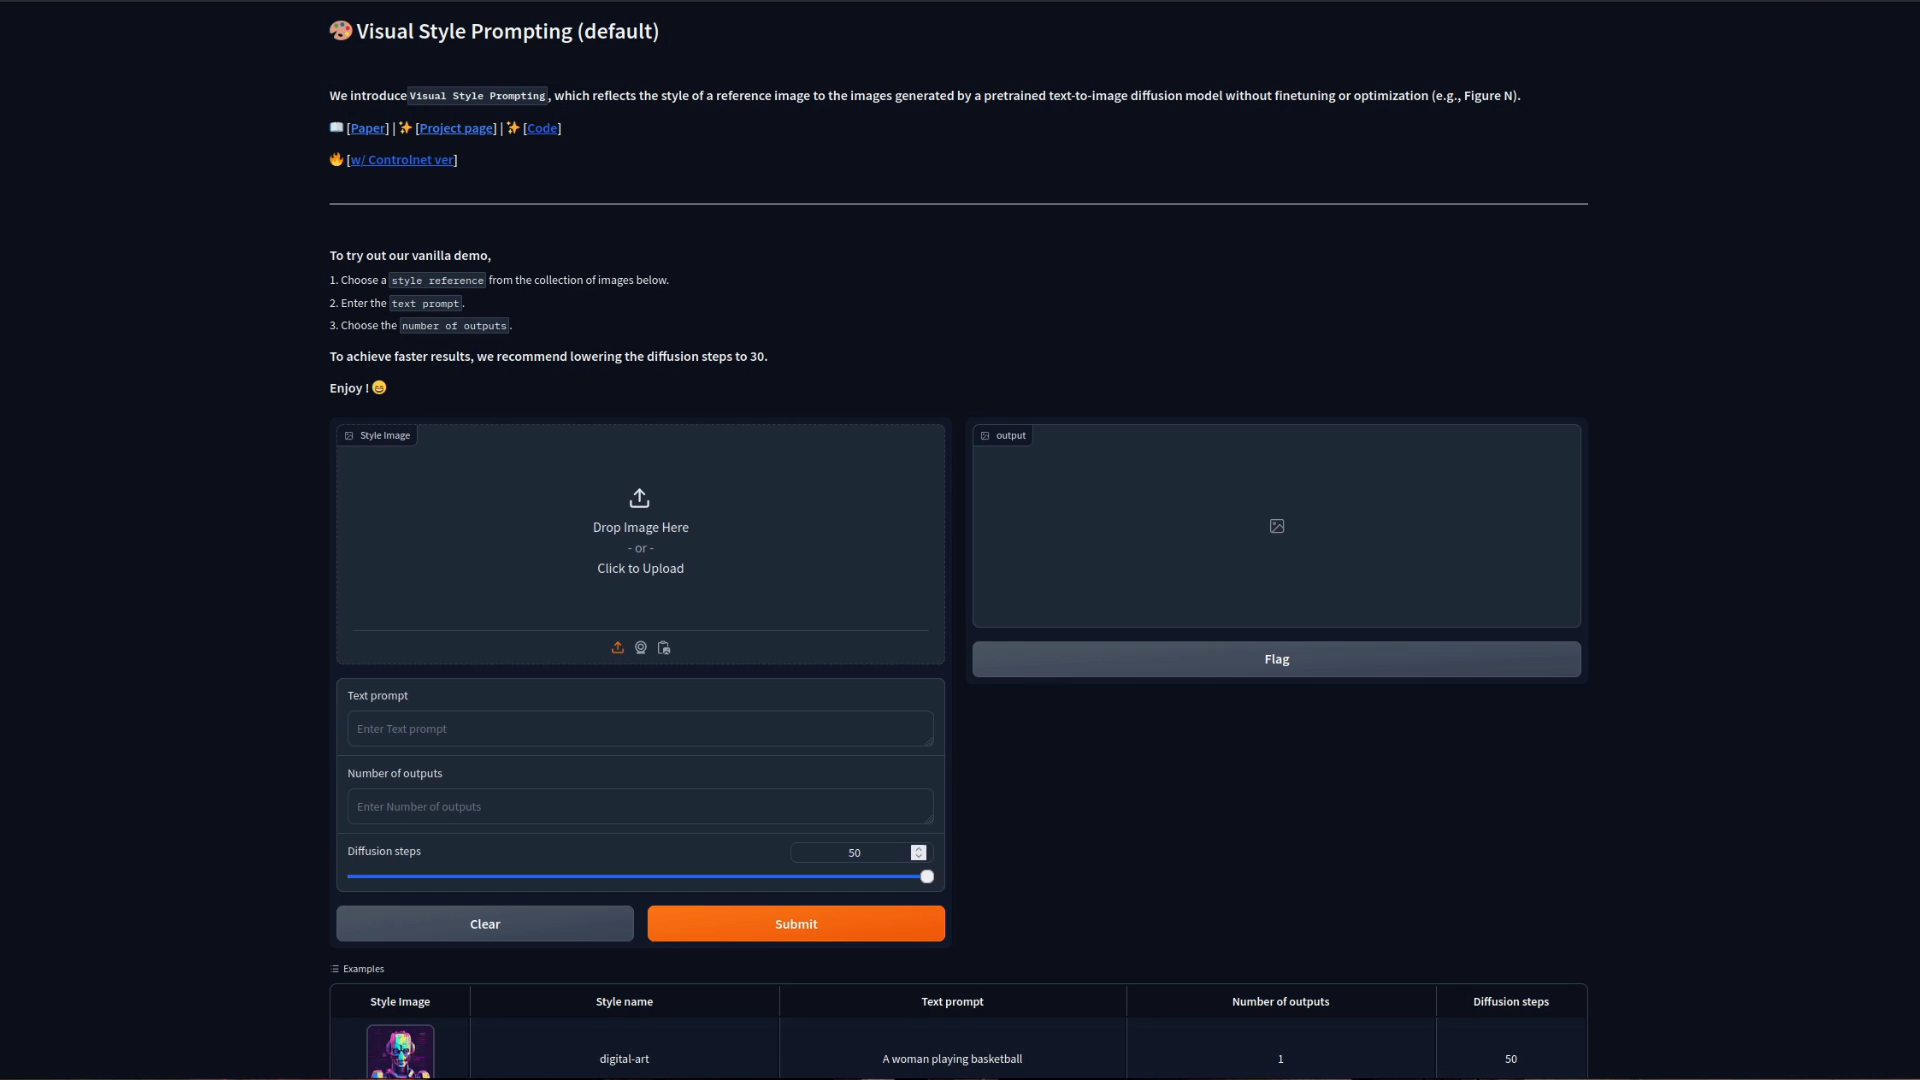 🎨 Visual Style Prompting (default)
We introduce Visual Style Prompting, which reflects the style of a reference image to the images generated by a pretrained text-to-image diffusion model without finetuning or optimization (e.g., Figure N).
📖 [Paper] | ✨ [Project page] | ✨ [Code]
🔥 [w/ Controlnet ver]
To try out our vanilla demo,
1. Choose a style reference from the collection of images below.
2. Enter the text prompt.
3. Choose the number of outputs.
To achieve faster results, we recommend lowering the diffusion steps to 30.
Enjoy ! 😄
Style Image
Drop Image Here
- or -
Click to Upload
output
Flag
Text prompt
Enter Text prompt
Number of outputs
Enter Number of outputs
Diffusion steps 50
Clear Submit
Examples
Style Image Style name Text prompt Number of outputs Diffusion steps
digital-art A woman playing basketball 1 50